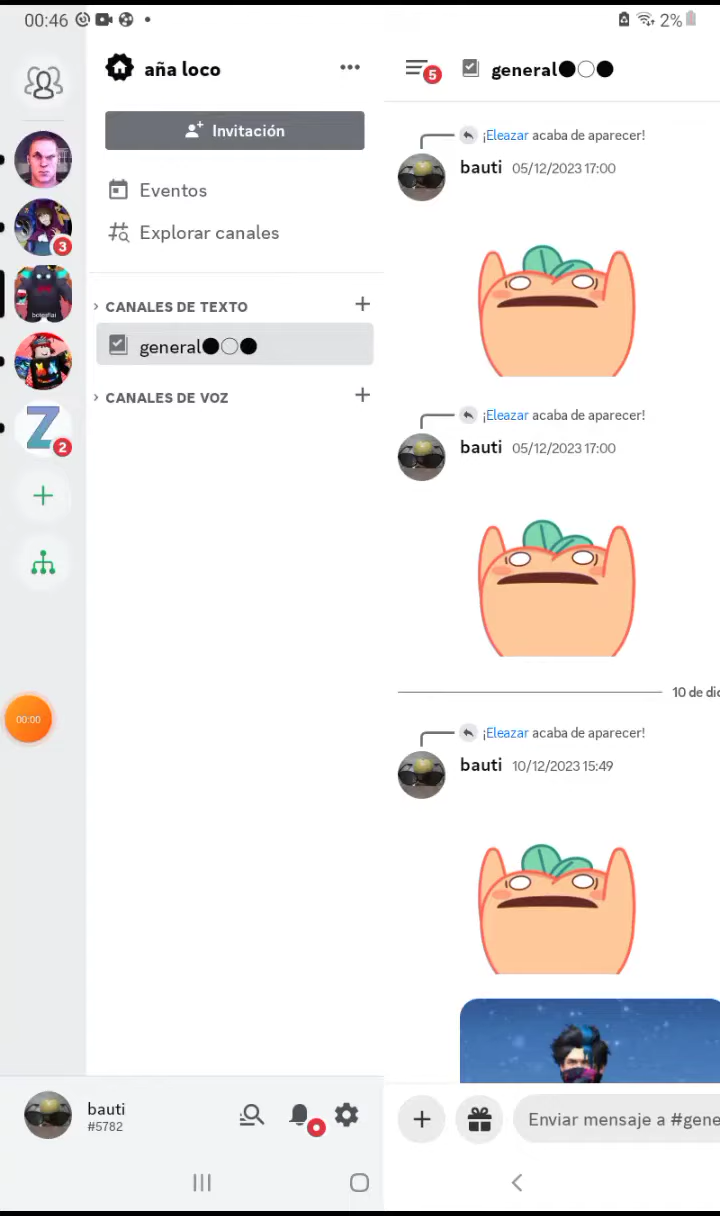 00:46
2%
aña loco
Invitación
Eventos
Explorar canales
CANALES DE TEXTO
general●○●
CANALES DE VOZ
3
Z
2
00:00
bauti
#5782
5
general●○●
¡Eleazar acaba de aparecer!
bauti 05/12/2023 17:00
¡Eleazar acaba de aparecer!
bauti 05/12/2023 17:00
10 de dic
¡Eleazar acaba de aparecer!
bauti 10/12/2023 15:49
Enviar mensaje a #gene